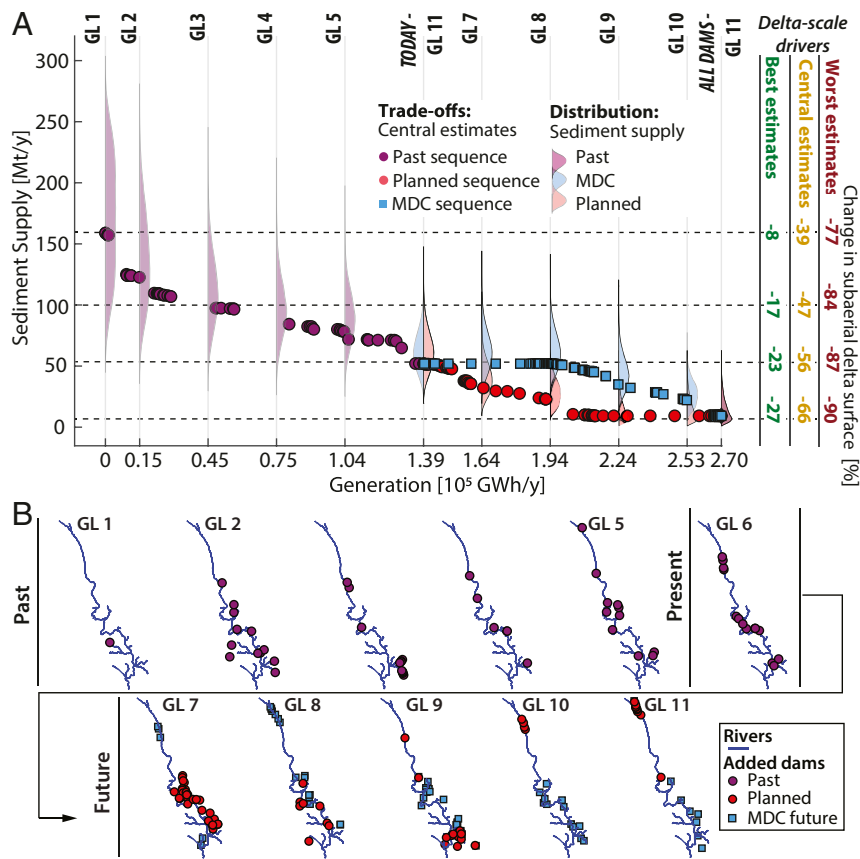 A
GL 1
GL 2
GL3
GL 4
GL 5
TODAY -
GL 11
GL 7
GL 8
GL 9
GL 10
ALL DAMS -
GL 11
Delta-scale
drivers
Best estimates
Central estimates
Worst estimates
Change in subaerial delta surface
[%]
Sediment Supply [Mt/y]
300
250
200
150
100
50
0
Trade-offs:
Central estimates
Past sequence
Planned sequence
MDC sequence
Distribution:
Sediment supply
Past
MDC
Planned
-8
-39
-77
-17
-47
-84
-23
-56
-87
-27
-66
-90
0
0.15
0.45
0.75
1.04
1.39
1.64
1.94
2.24
2.53
2.70
Generation [10⁵ GWh/y]
B
Past
GL 1
GL 2
GL 5
Present
GL 6
Future
GL 7
GL 8
GL 9
GL 10
GL 11
Rivers
Added dams
Past
Planned
MDC future